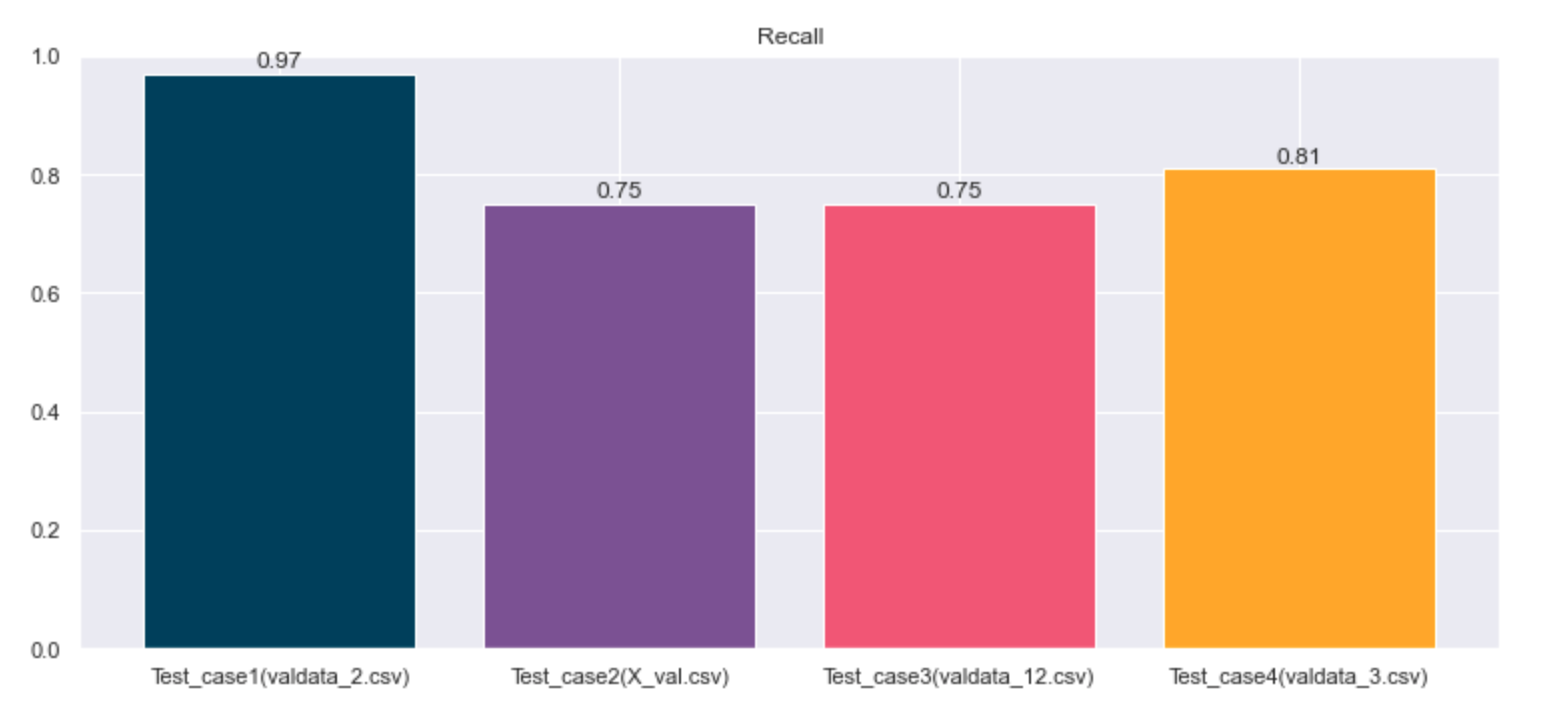 Recall
1.0
0.97
0.8
0.75
0.75
0.81
0.6
0.4
0.2
0.0
Test_case1(valdata_2.csv)
Test_case2(X_val.csv)
Test_case3(valdata_12.csv)
Test_case4(valdata_3.csv)